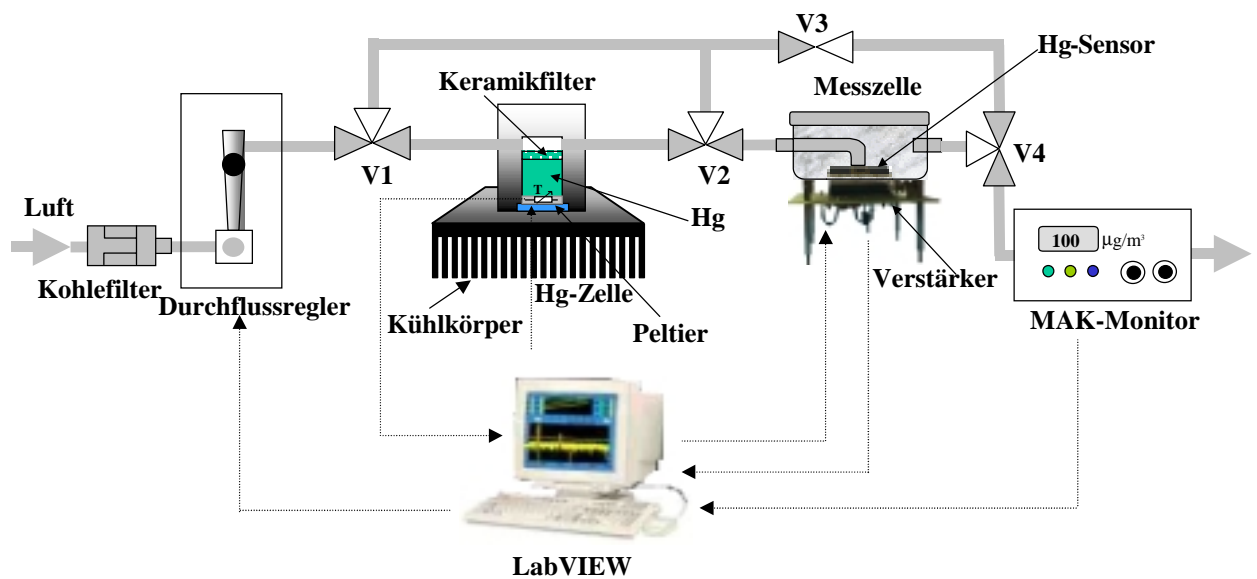 V3
Hg-Sensor
Keramikfilter
Messzelle
V1
V2
V4
T
Luft
Hg
100 µg/m³
Kohlefilter
Verstärker
Durchflussregler
Hg-Zelle
Kühlkörper
Peltier
MAK-Monitor
LabVIEW